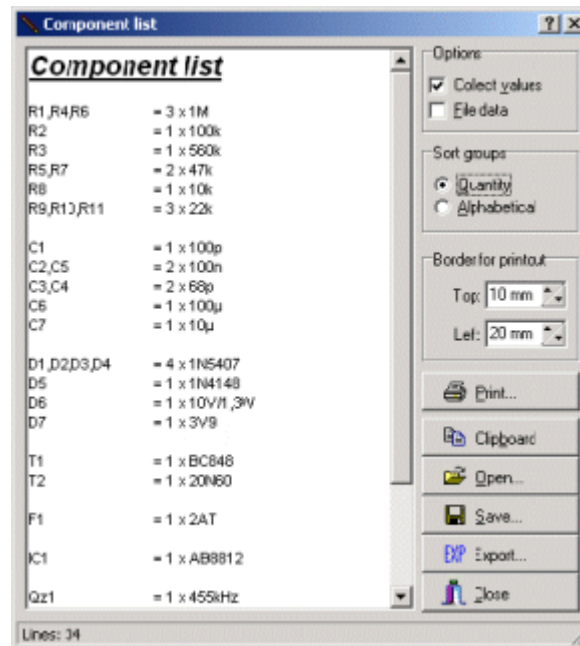 Component list
Component list
R1,R4,R6 = 3 x 1M
R2 = 1 x 100k
R3 = 1 x 560k
R5,R7 = 2 x 47k
R8 = 1 x 10k
R9,R10,R11 = 3 x 22k
C1 = 1 x 100p
C2,C5 = 2 x 100n
C3,C4 = 2 x 68p
C6 = 1 x 100µ
C7 = 1 x 10µ
D1,D2,D3,D4 = 4 x 1N5407
D5 = 1 x 1N4148
D6 = 1 x 10V/1,3W
D7 = 1 x 3V9
T1 = 1 x BC848
T2 = 1 x 20N60
F1 = 1 x 2AT
IC1 = 1 x AB8812
Qz1 = 1 x 455kHz
Lines: 34
Options
Colect values
File data
Sort groups
Quantity
Alphabetical
Border for printout
Top: 10 mm
Left: 20 mm
Print...
Clipboard
Open...
Save...
EXP Export...
Close